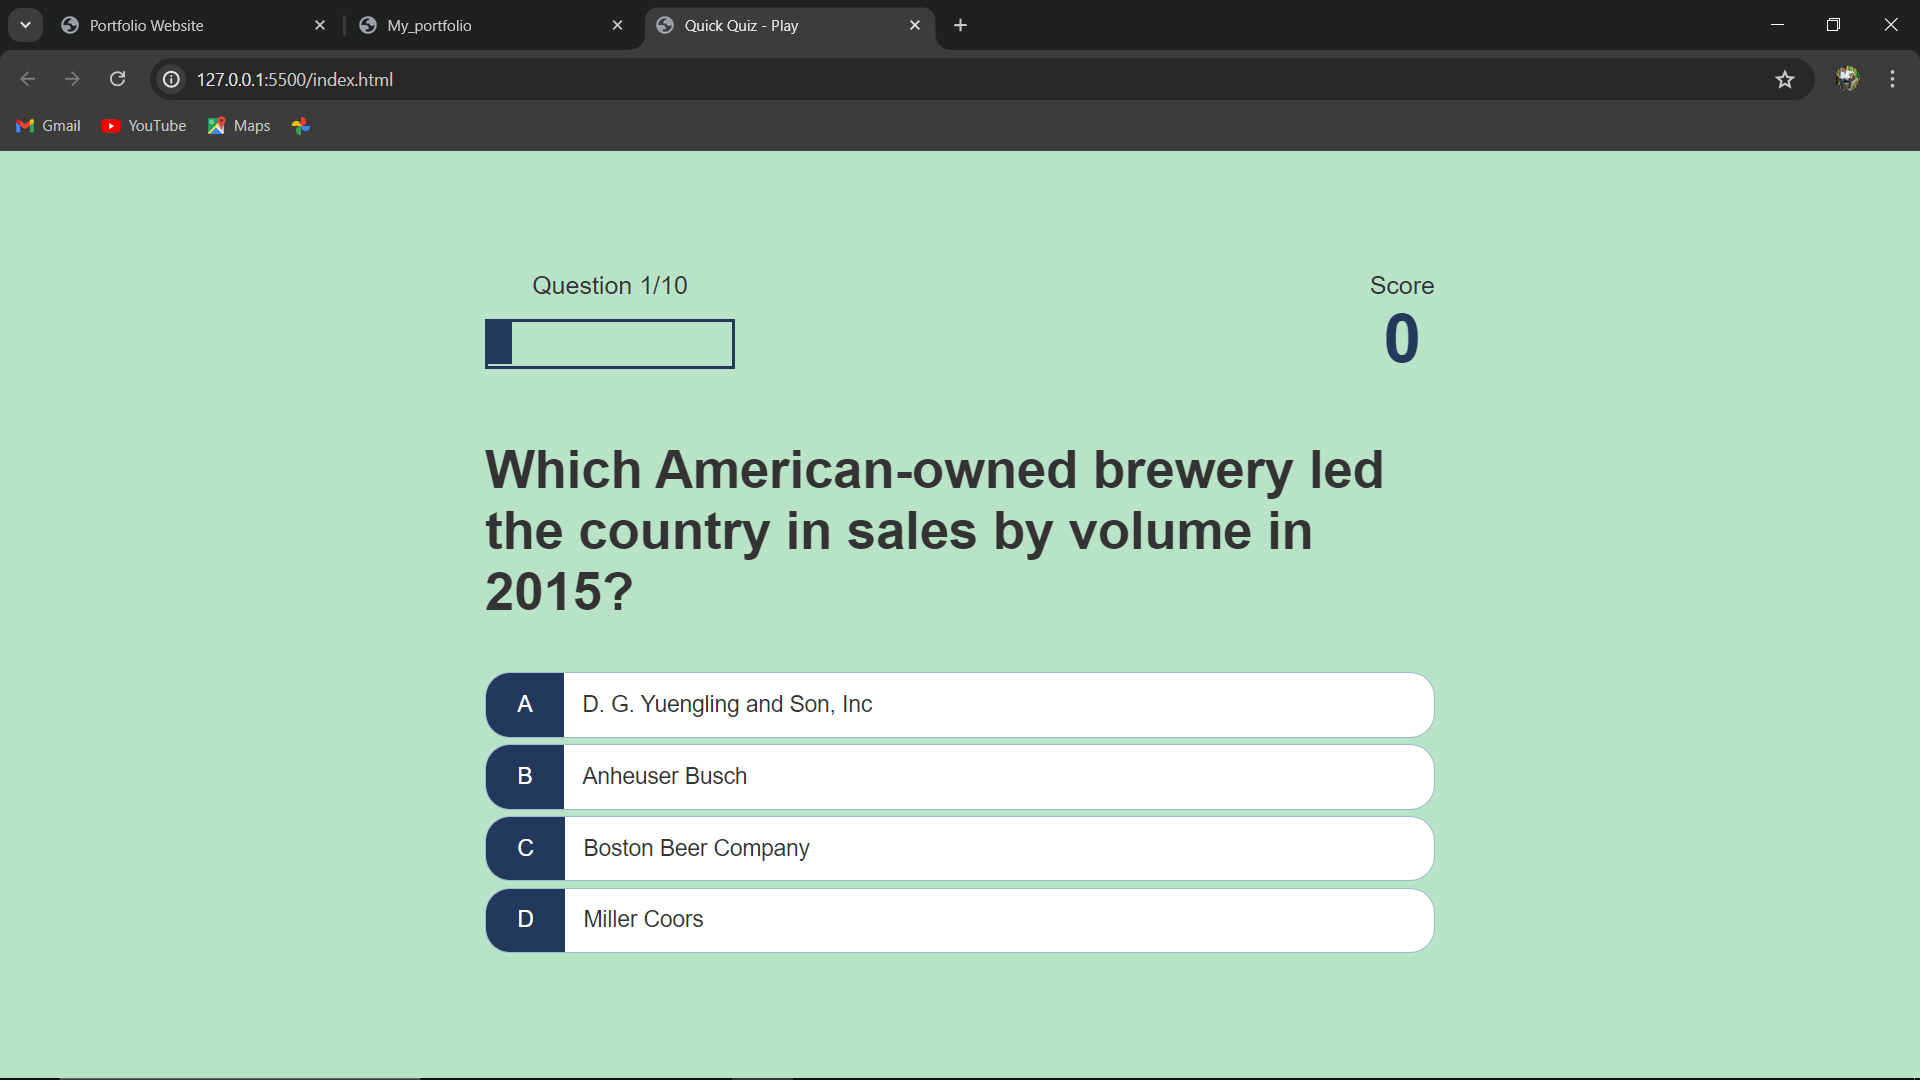 Portfolio Website
My_portfolio
Quick Quiz - Play
127.0.0.1:5500/index.html
Gmail
YouTube
Maps
Question 1/10
Score
0
Which American-owned brewery led
the country in sales by volume in
2015?
A D. G. Yuengling and Son, Inc
B Anheuser Busch
C Boston Beer Company
D Miller Coors